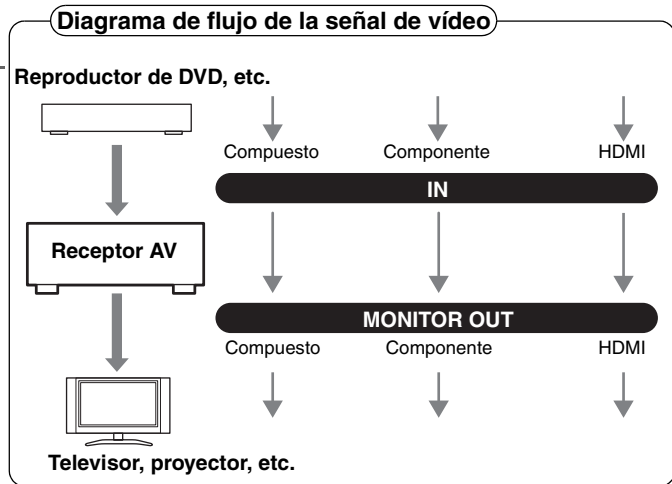 Diagrama de flujo de la señal de vídeo
Reproductor de DVD, etc.
Compuesto Componente HDMI
IN
Receptor AV
MONITOR OUT
Compuesto Componente HDMI
Televisor, proyector, etc.